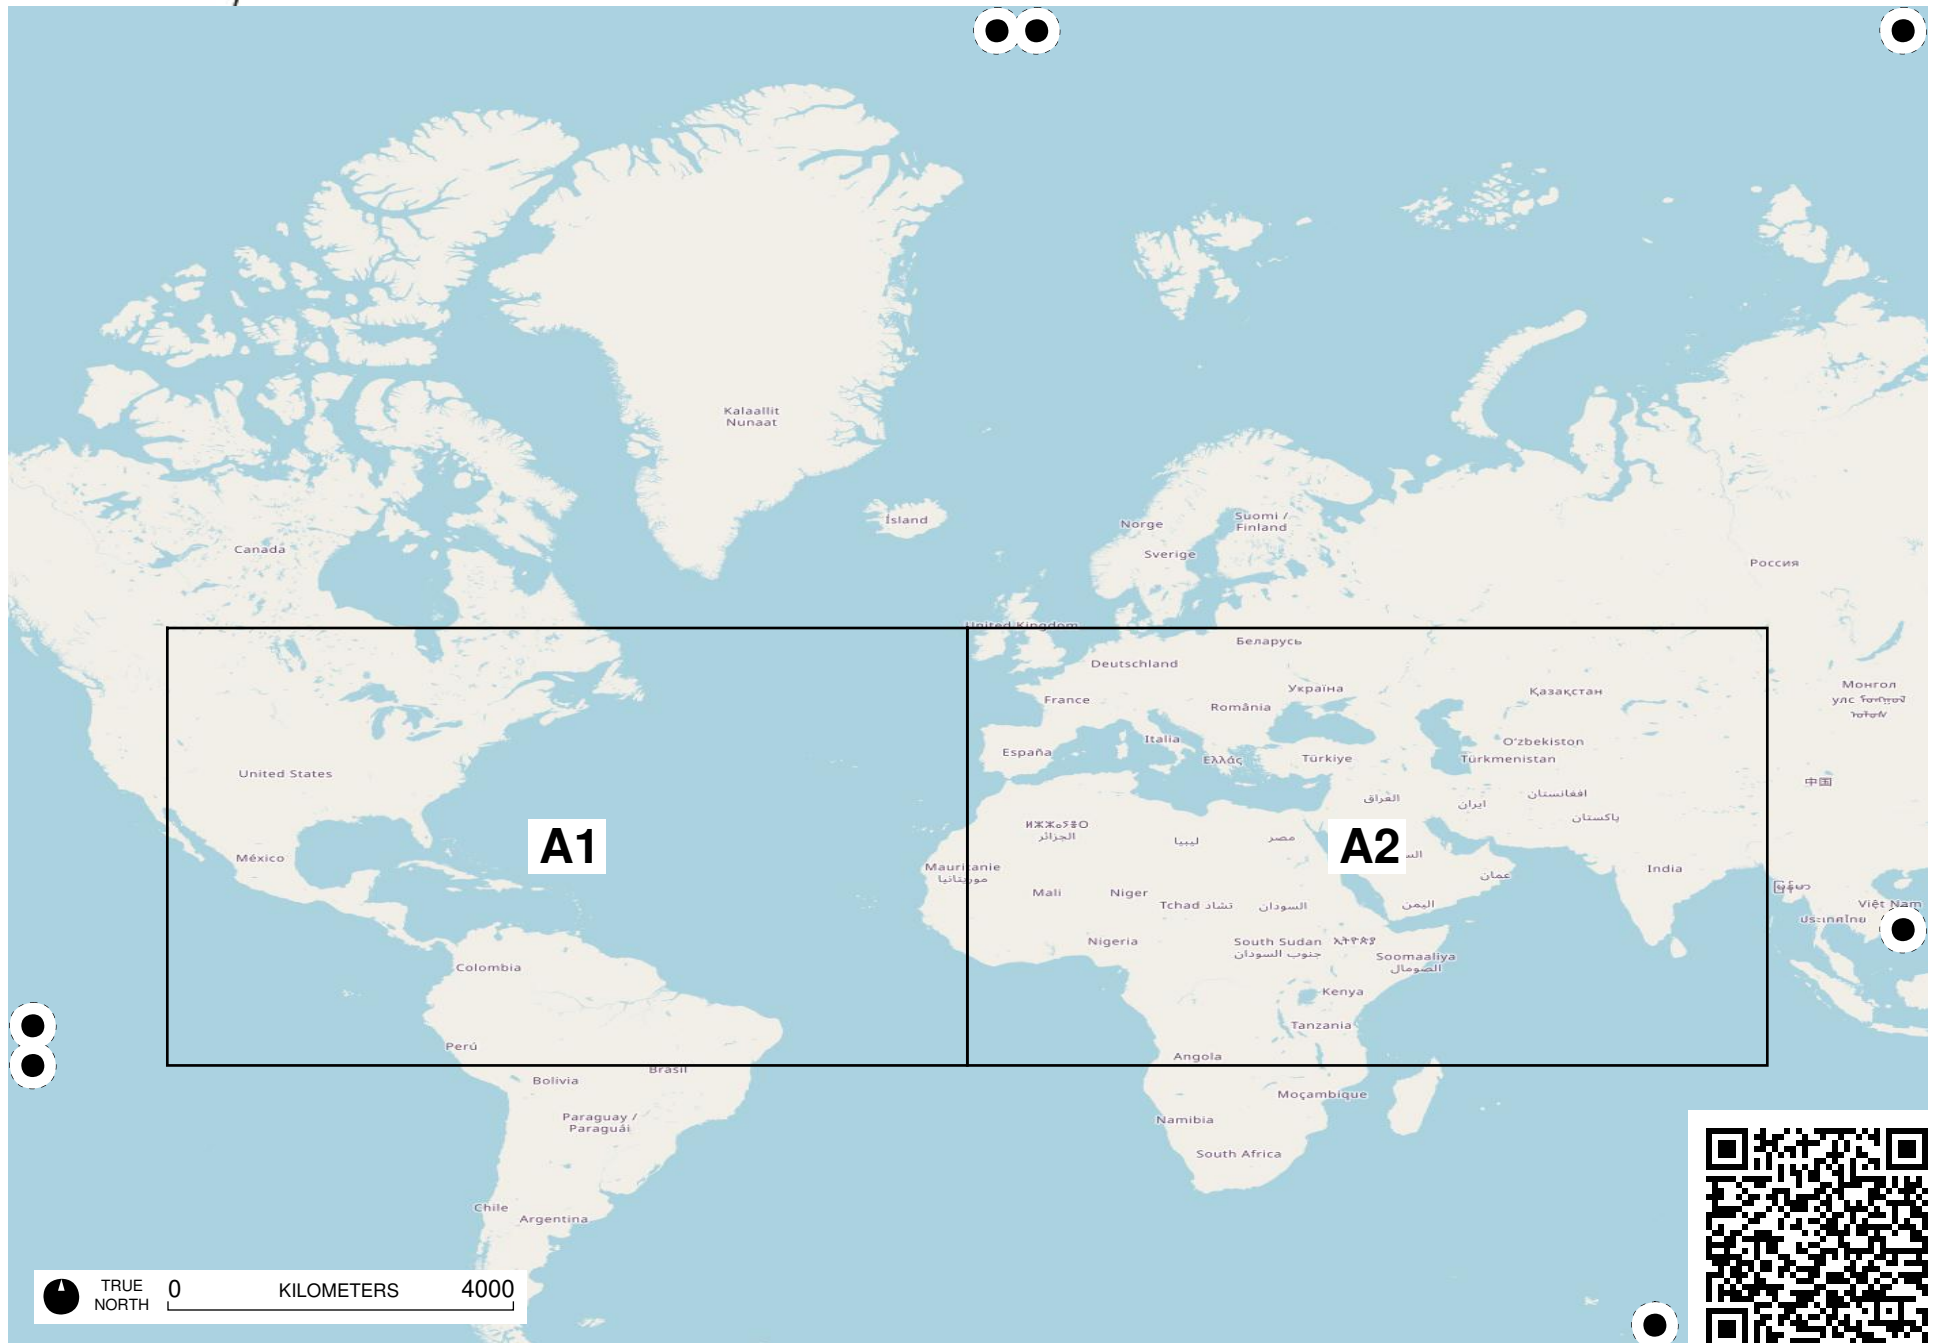 Kalaallit
Nunaat
Ísland
Norge
Suomi /
Finland
Canada
Sverige
Россия
United Kingdom
Беларусь
Deutschland
Україна
Қазақстан
Монгол
улс
France
România
Italia
Oʻzbekiston
España
Ελλάς
Türkiye
Türkmenistan
United States
中国
العراق
ایران
افغانستان
پاکستان
الجزائر
ليبيا
مصر
A1
A2
México
Mauritanie
موريتانيا
India
عمان
Mali
Niger
Tchad تشاد
السودان
اليمن
Việt Nam
ประเทศไทย
Nigeria
South Sudan
جنوب السودان
ኢትዮጵያ
Soomaaliya
الصومال
Colombia
Kenya
Tanzania
Perú
Angola
Brasil
Bolivia
Moçambique
Paraguay /
Paraguái
Namibia
South Africa
Chile
Argentina
TRUE
NORTH
0 KILOMETERS 4000